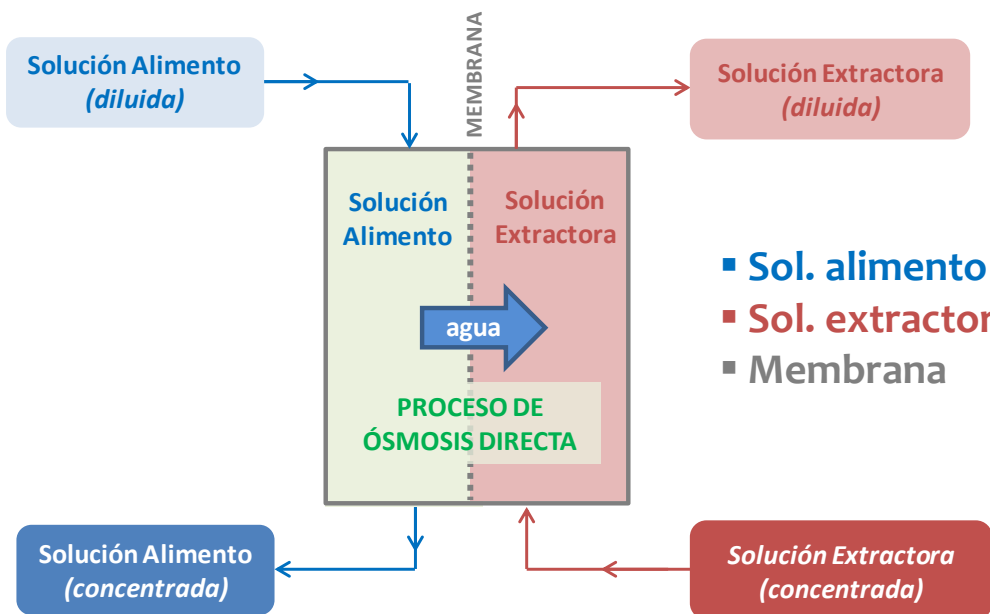 Solución Alimento
(diluida)
MEMBRANA
Solución Extractora
(diluida)
Solución
Alimento
Solución
Extractora
agua
PROCESO DE
ÓSMOSIS DIRECTA
▪ Sol. alimento
▪ Sol. extractor
▪ Membrana
Solución Alimento
(concentrada)
Solución Extractora
(concentrada)